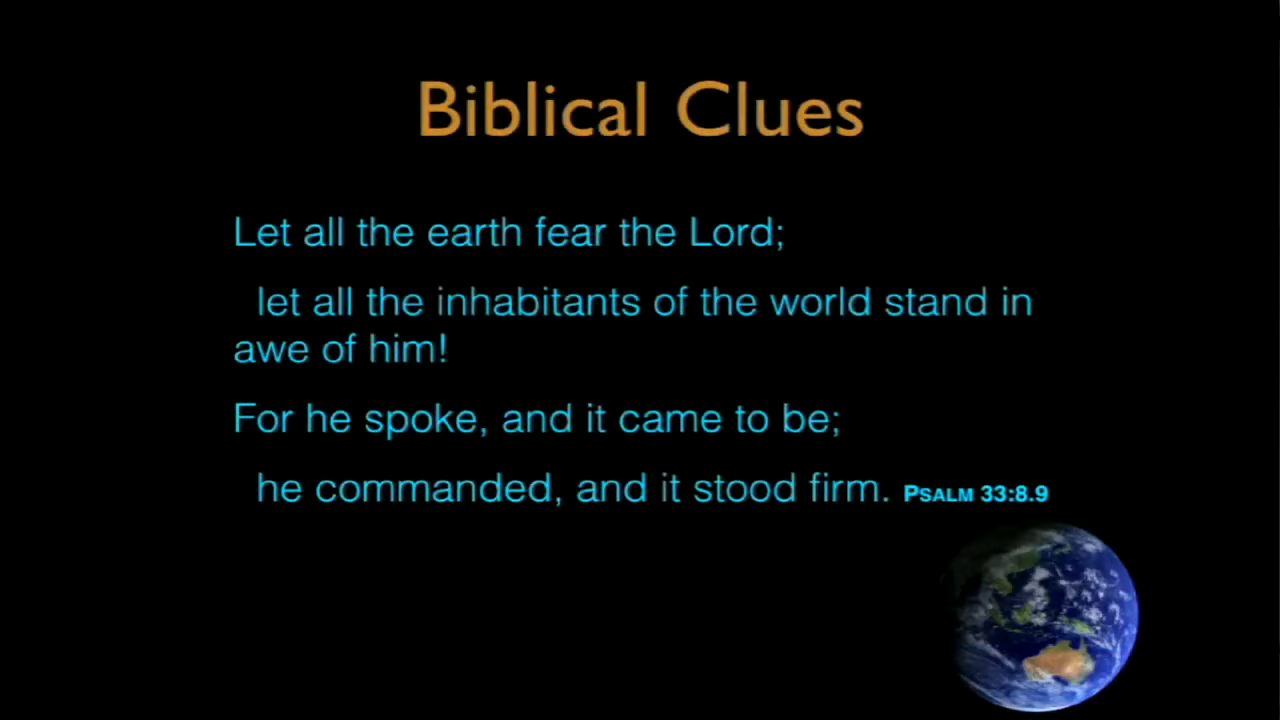 Biblical Clues
Let all the earth fear the Lord;
let all the inhabitants of the world stand in
awe of him!
For he spoke, and it came to be;
he commanded, and it stood firm. PSALM 33:8.9